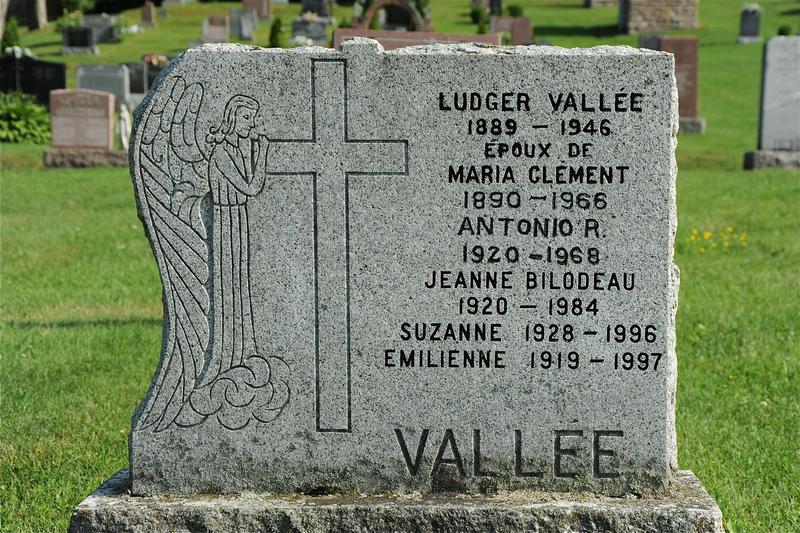 LUDGER VALLÉE
1889 - 1946
ÉPOUX DE
MARIA CLÉMENT
1890 - 1966
ANTONIO R.
1920 - 1968
JEANNE BILODEAU
1920 - 1984
SUZANNE 1928 - 1996
ÉMILIENNE 1919 - 1997
VALLÉE